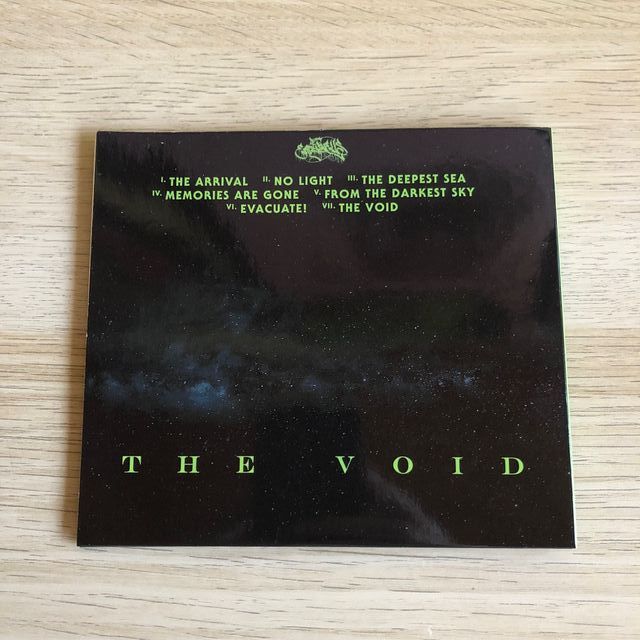 I. THE ARRIVAL II. NO LIGHT III. THE DEEPEST SEA
IV. MEMORIES ARE GONE V. FROM THE DARKEST SKY
VI. EVACUATE! VII. THE VOID
THE VOID